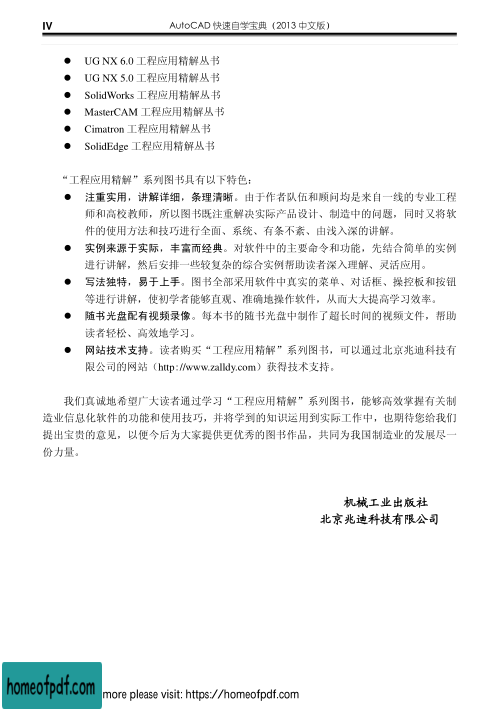 IV AutoCAD 快速自学宝典（2013 中文版）
● UG NX 6.0 工程应用精解丛书
● UG NX 5.0 工程应用精解丛书
● SolidWorks 工程应用精解丛书
● MasterCAM 工程应用精解丛书
● Cimatron 工程应用精解丛书
● SolidEdge 工程应用精解丛书
“工程应用精解”系列图书具有以下特色：
● 注重实用，讲解详细，条理清晰。由于作者队伍和顾问均是来自一线的专业工程
师和高校教师，所以图书既注重解决实际产品设计、制造中的问题，同时又将软
件的使用方法和技巧进行全面、系统、有条不紊、由浅入深的讲解。
● 实例来源于实际，丰富而经典。对软件中的主要命令和功能，先结合简单的实例
进行讲解，然后安排一些较复杂的综合实例帮助读者深入理解、灵活应用。
● 写法独特，易于上手。图书全部采用软件中真实的菜单、对话框、操控板和按钮
等进行讲解，使初学者能够直观、准确地操作软件，从而大大提高学习效率。
● 随书光盘配有视频录像。每本书的随书光盘中制作了超长时间的视频文件，帮助
读者轻松、高效地学习。
● 网站技术支持。读者购买“工程应用精解”系列图书，可以通过北京兆迪科技有
限公司的网站（http://www.zalldy.com）获得技术支持。
我们真诚地希望广大读者通过学习“工程应用精解”系列图书，能够高效掌握有关制
造业信息化软件的功能和使用技巧，并将学到的知识运用到实际工作中，也期待您给我们
提出宝贵的意见，以便今后为大家提供更优秀的图书作品，共同为我国制造业的发展尽一
份力量。
机械工业出版社
北京兆迪科技有限公司
homeofpdf.com more please visit: https://homeofpdf.com